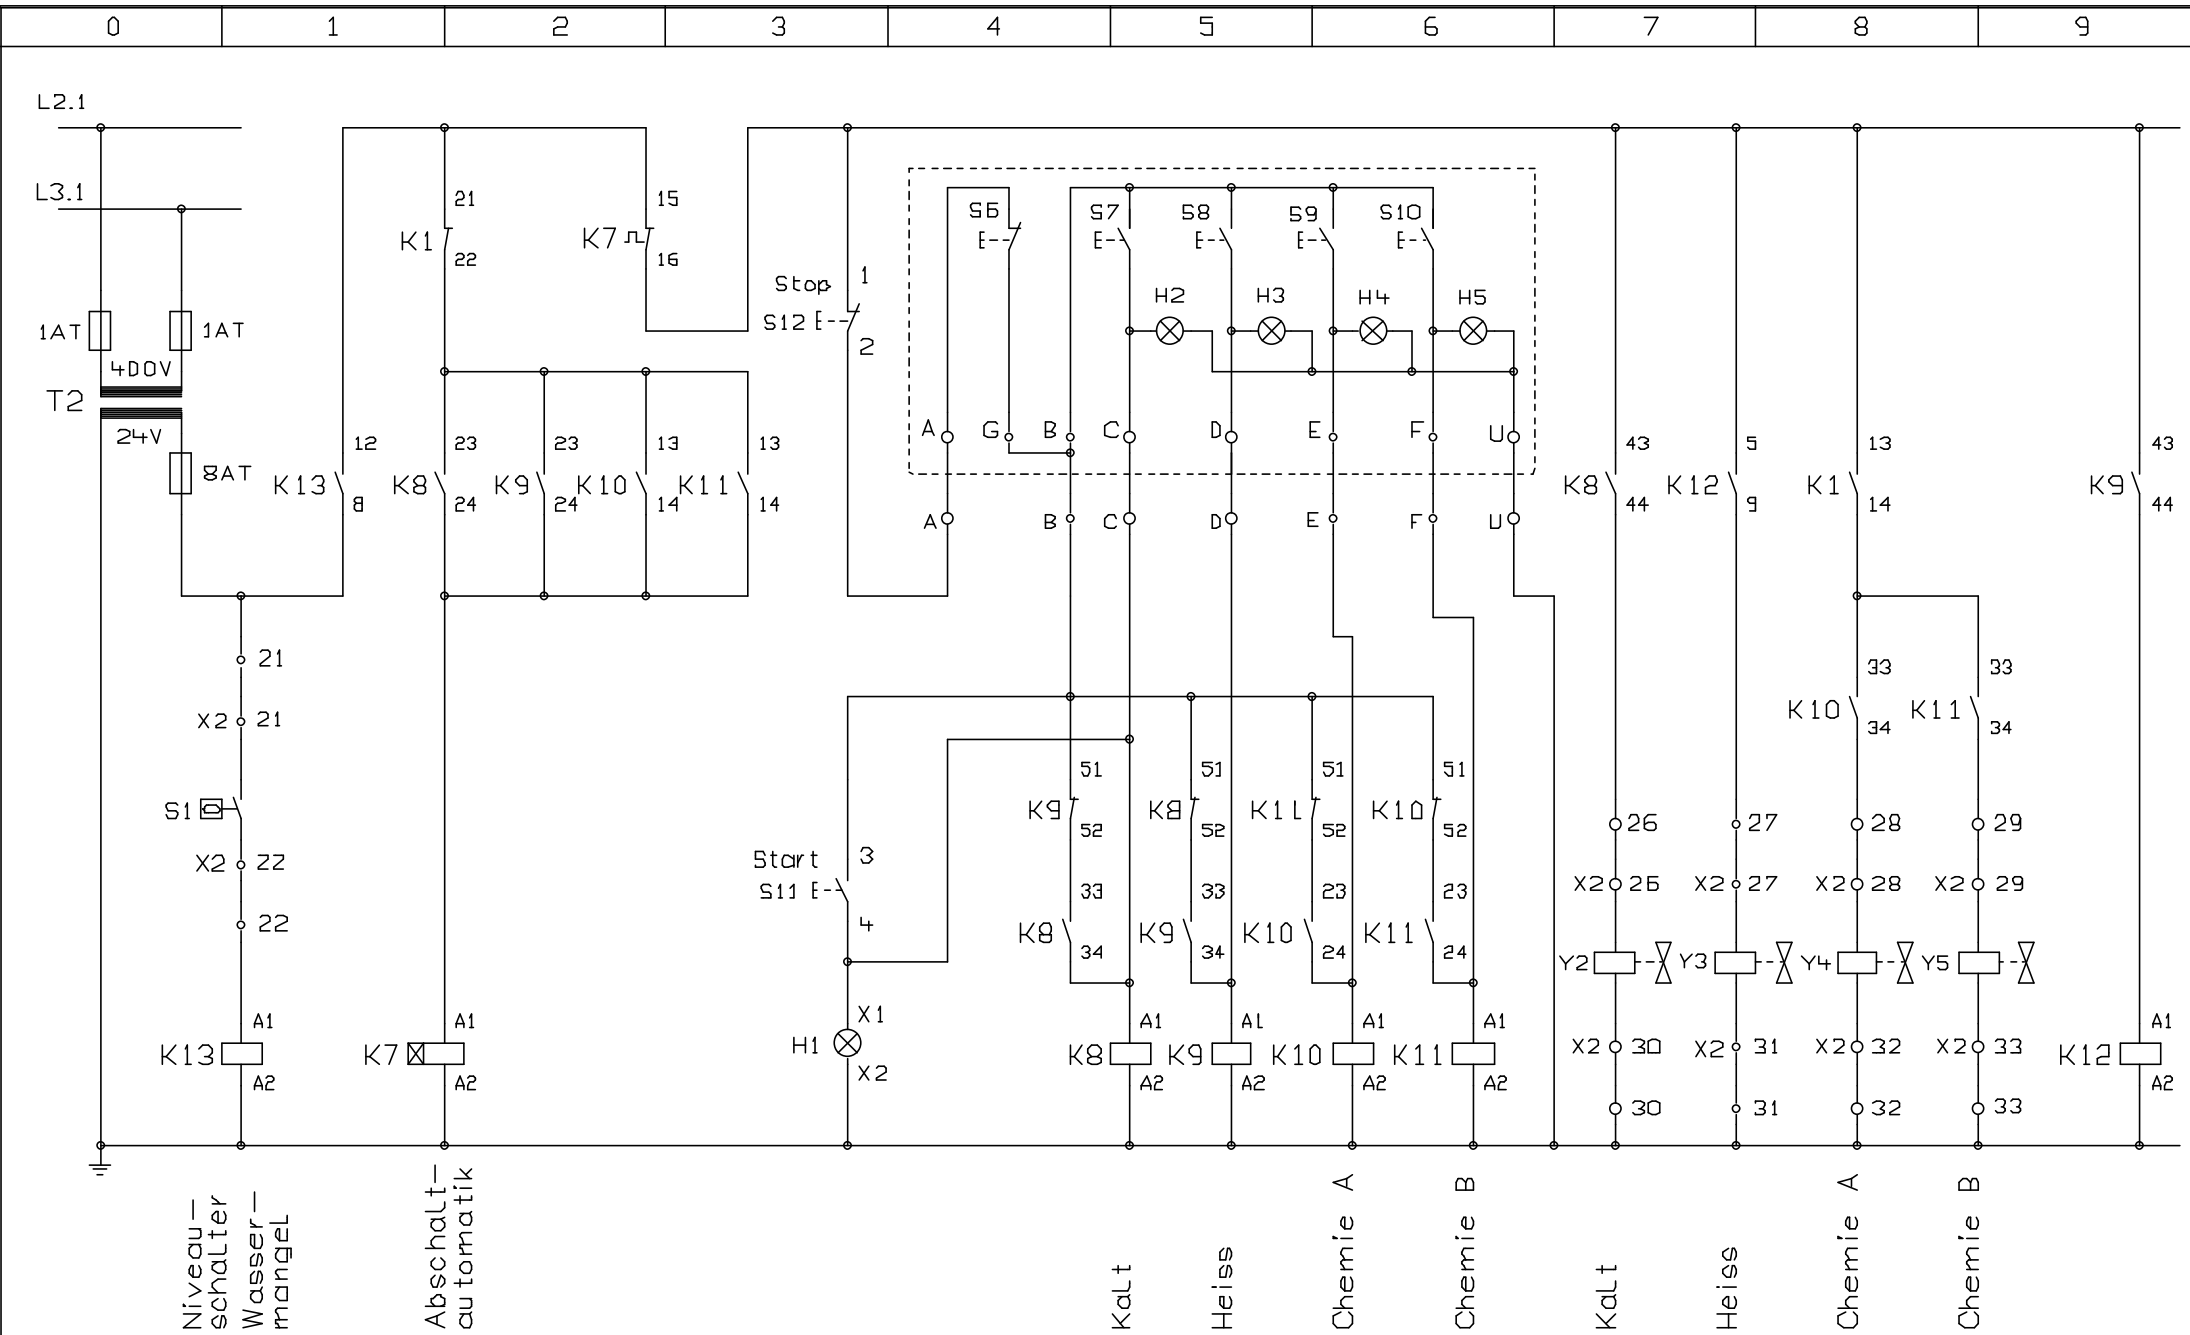 0 1 2 3 4 5 6 7 8 9
L2.1
L3.1
21 15
K1 K7
22 16
S6 S7 S8 S9 S10
Stop 1
S12
2
H2 H3 H4 H5
1AT 1AT
400V
T2
24V
8AT
A G B C D E F U
12 23 23 13 13 43 5 13 43
K13 K8 K9 K10 K11 K8 K12 K1 K9
8 24 24 14 14 44 9 14 44
A B C D E F U
21
X2 21
33 33
K10 K11
34 34
51 51 51 51
S1
K9 K8 K11 K10
52 52 52 52
26 27 28 29
X2 22
Start 3
S11
4
33 33 23 23
X2 26 X2 27 X2 28 X2 29
22
K8 K9 K10 K11
34 34 24 24
Y2 Y3 Y4 Y5
A1 A1 X1 A1 A1 A1 A1 A1
K13 K7 H1 K8 K9 K10 K11 K12
A2 A2 X2 A2 A2 A2 A2 A2
X2 30 X2 31 X2 32 X2 33
30 31 32 33
Niveau-
schalter
Wasser-
mangel
Abschalt-
automatik
Kalt
Heiss
Chemie A
Chemie B
Kalt
Heiss
Chemie A
Chemie B